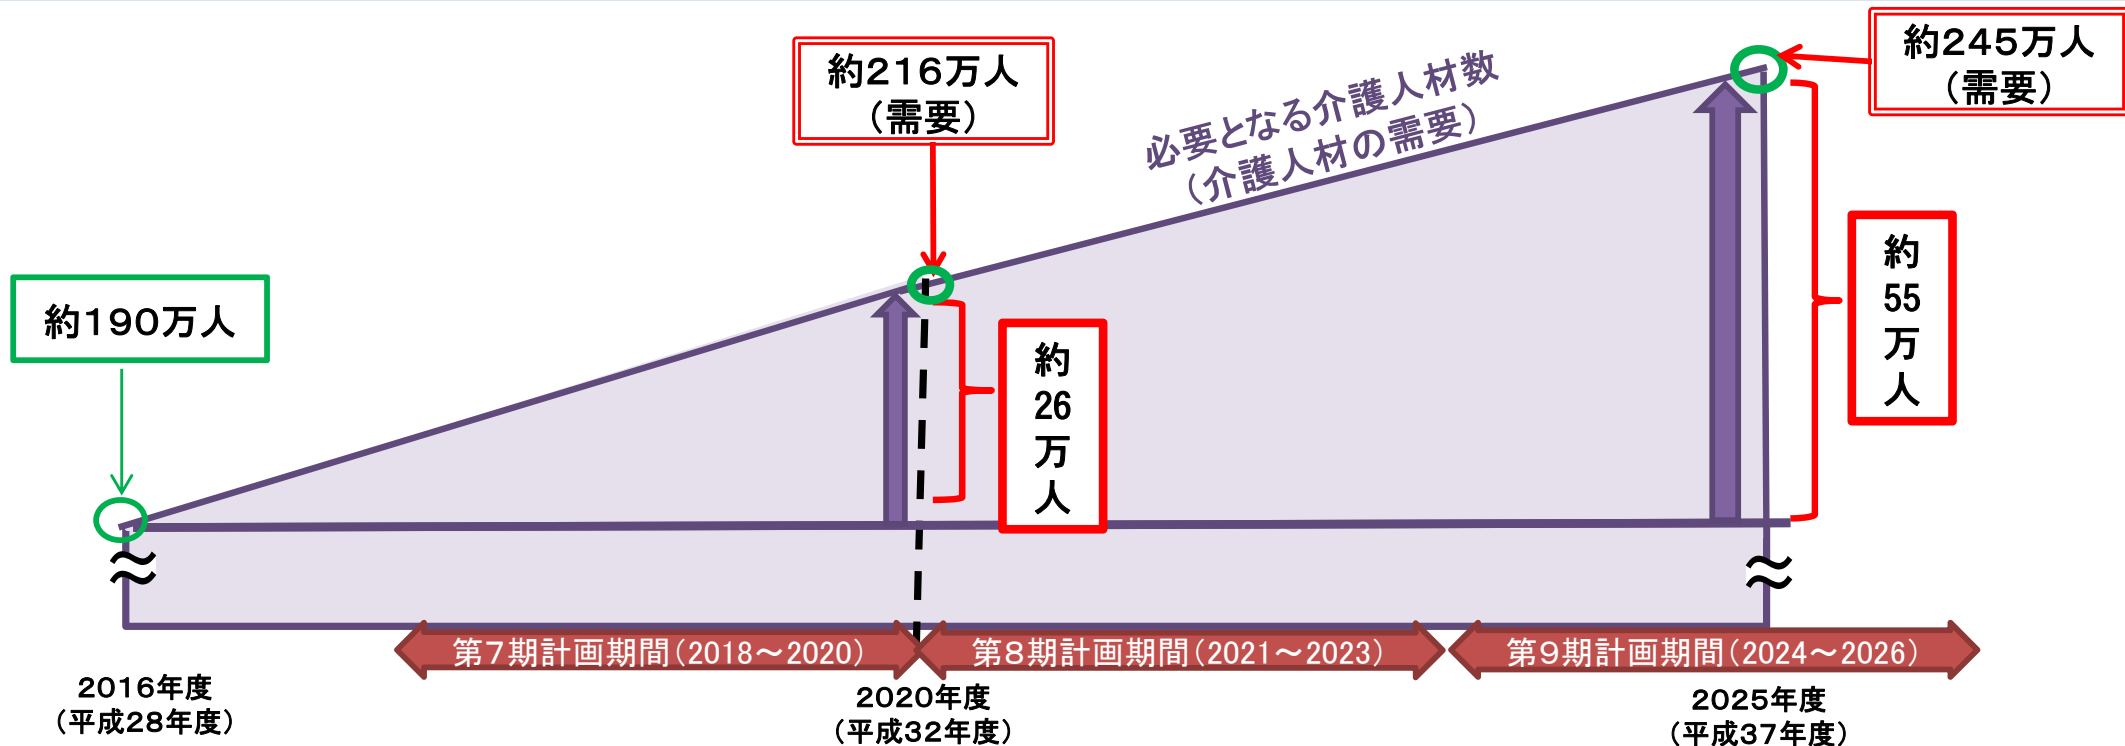 約216万人
（需要）
約245万人
（需要）
必要となる介護人材数
（介護人材の需要）
約190万人
約
26
万
人
約
55
万
人
第7期計画期間（2018～2020）
第8期計画期間（2021～2023）
第9期計画期間（2024～2026）
2016年度
（平成28年度）
2020年度
（平成32年度）
2025年度
（平成37年度）